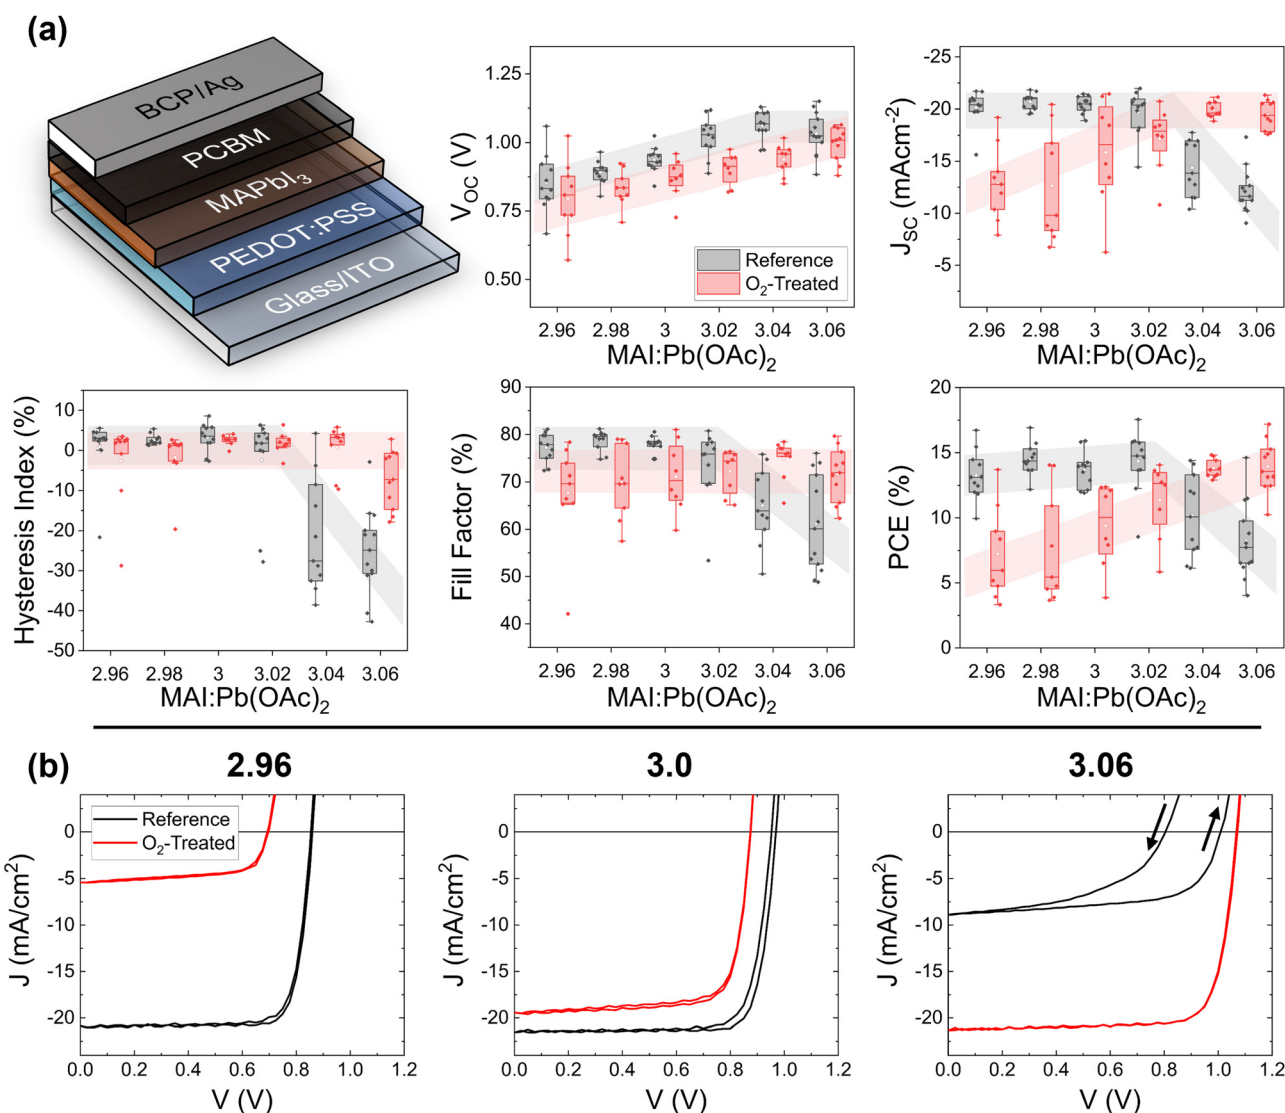 (a)
BCP/Ag
PCBM
MAPbI₃
PEDOT:PSS
Glass/ITO
V_OC (V)
1.25
1.00
0.75
0.50
Reference
O₂-Treated
2.96 2.98 3 3.02 3.04 3.06
MAI:Pb(OAc)₂
J_SC (mAcm⁻²)
-25
-20
-15
-10
-5
2.96 2.98 3 3.02 3.04 3.06
MAI:Pb(OAc)₂
Hysteresis Index (%)
10
0
-10
-20
-30
-40
-50
2.96 2.98 3 3.02 3.04 3.06
MAI:Pb(OAc)₂
Fill Factor (%)
90
80
70
60
50
40
2.96 2.98 3 3.02 3.04 3.06
MAI:Pb(OAc)₂
PCE (%)
20
15
10
5
0
2.96 2.98 3 3.02 3.04 3.06
MAI:Pb(OAc)₂
(b)
2.96
J (mA/cm²)
0
-5
-10
-15
-20
Reference
O₂-Treated
0.0 0.2 0.4 0.6 0.8 1.0 1.2
V (V)
3.0
J (mA/cm²)
0
-5
-10
-15
-20
0.0 0.2 0.4 0.6 0.8 1.0 1.2
V (V)
3.06
J (mA/cm²)
0
-5
-10
-15
-20
0.0 0.2 0.4 0.6 0.8 1.0 1.2
V (V)